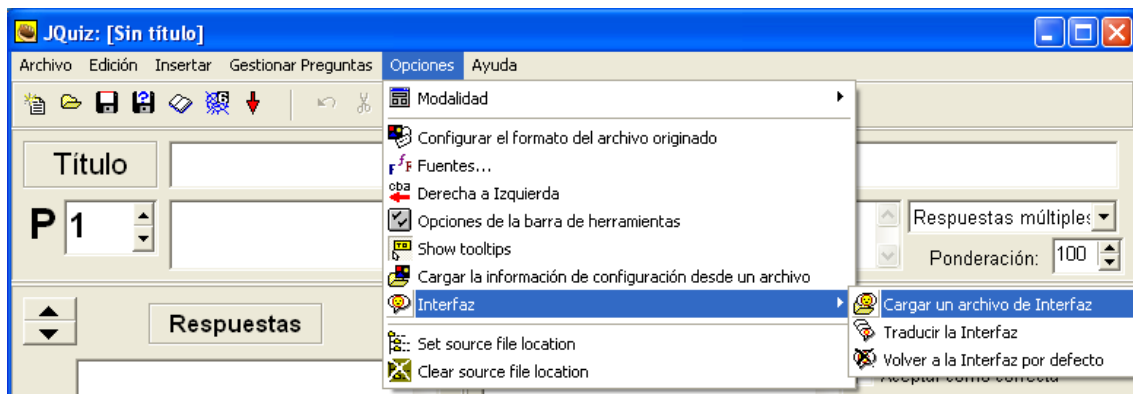 JQuiz: [Sin título]
Archivo Edición Insertar Gestionar Preguntas Opciones Ayuda
Modalidad
Configurar el formato del archivo originado
Título
Fuentes...
Derecha a Izquierda
P 1
Opciones de la barra de herramientas
Respuestas múltiples
Show tooltips
Ponderación: 100
Cargar la información de configuración desde un archivo
Interfaz
Cargar un archivo de Interfaz
Respuestas
Traducir la Interfaz
Set source file location
Volver a la Interfaz por defecto
Clear source file location
Aceptar como correcta